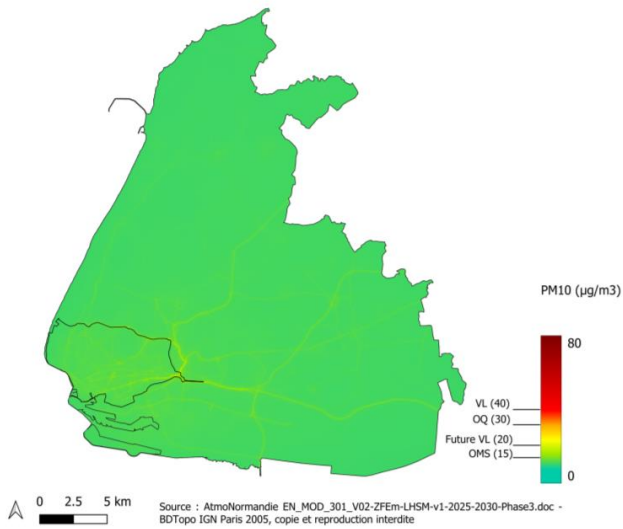 PM10 (µg/m3)
80
VL (40)
OQ (30)
Future VL (20)
OMS (15)
0
0 2.5 5 km
Source : AtmoNormandie EN_MOD_301_V02-ZFEm-LHSM-v1-2025-2030-Phase3.doc -
BDTopo IGN Paris 2005, copie et reproduction interdite